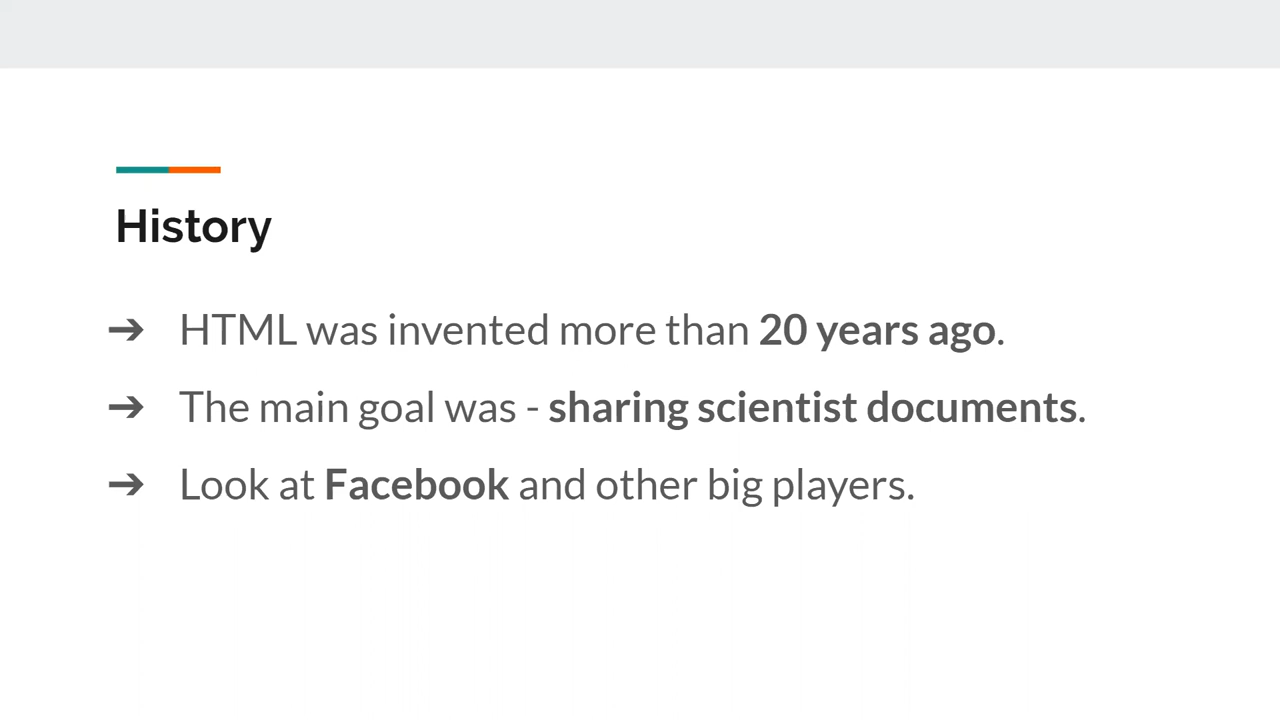 History
➔ HTML was invented more than 20 years ago.
➔ The main goal was - sharing scientist documents.
➔ Look at Facebook and other big players.